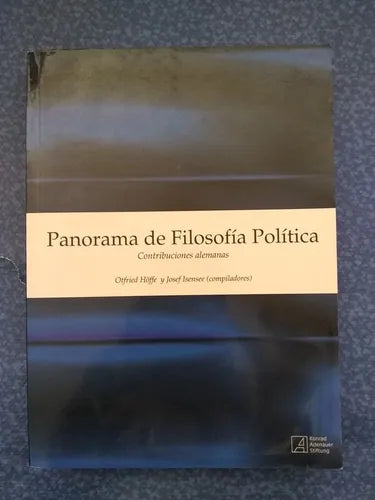 Panorama de Filosofía Política
Contribuciones alemanas
Otfried Höffe y Josef Isensee (compiladores)
Konrad
Adenauer
Stiftung